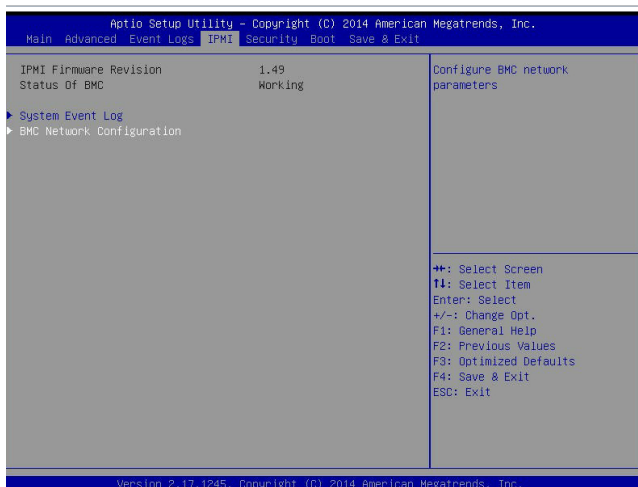 Aptio Setup Utility – Copyright (C) 2014 American Megatrends, Inc.
Main Advanced Event Logs IPMI Security Boot Save & Exit
IPMI Firmware Revision 1.49
Status Of BMC Working
System Event Log
BMC Network Configuration
Configure BMC network
parameters
→←: Select Screen
↑↓: Select Item
Enter: Select
+/-: Change Opt.
F1: General Help
F2: Previous Values
F3: Optimized Defaults
F4: Save & Exit
ESC: Exit
Version 2.17.1245. Copyright (C) 2014 American Megatrends, Inc.